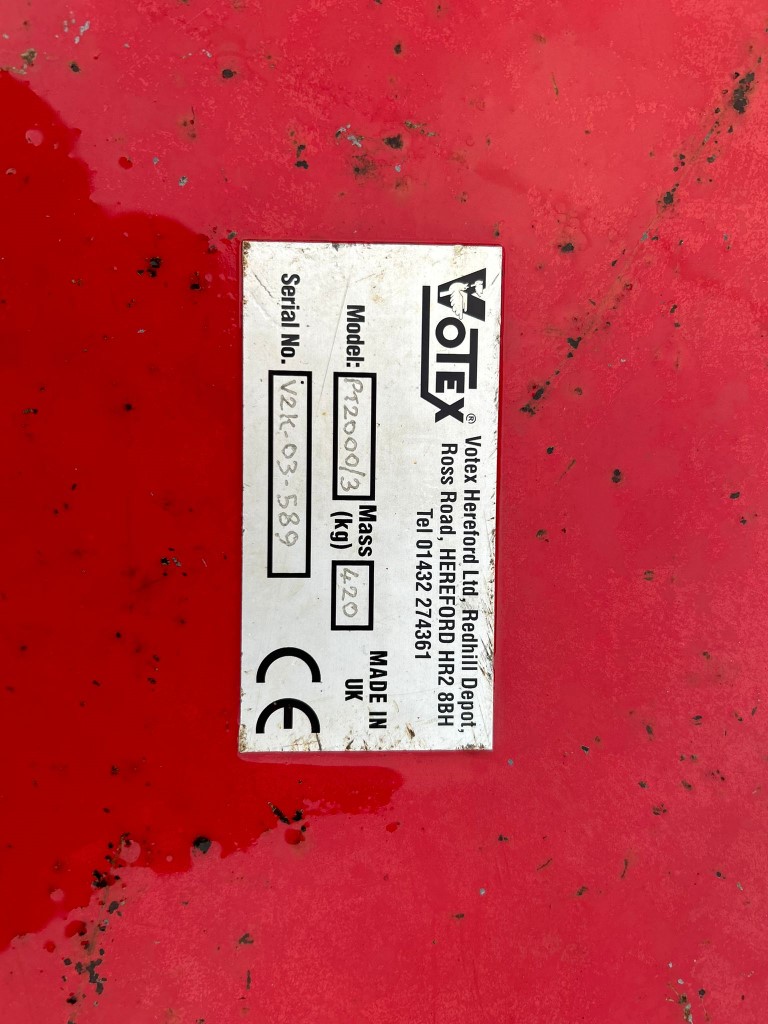 VOTEX®
Votex Hereford Ltd, Redhill Depot,
Ross Road, HEREFORD HR2 8BH
Tel 01432 274361
Model: PT2000/3 Mass (kg) 420
MADE IN
UK
Serial No. V2K-03-589
CE